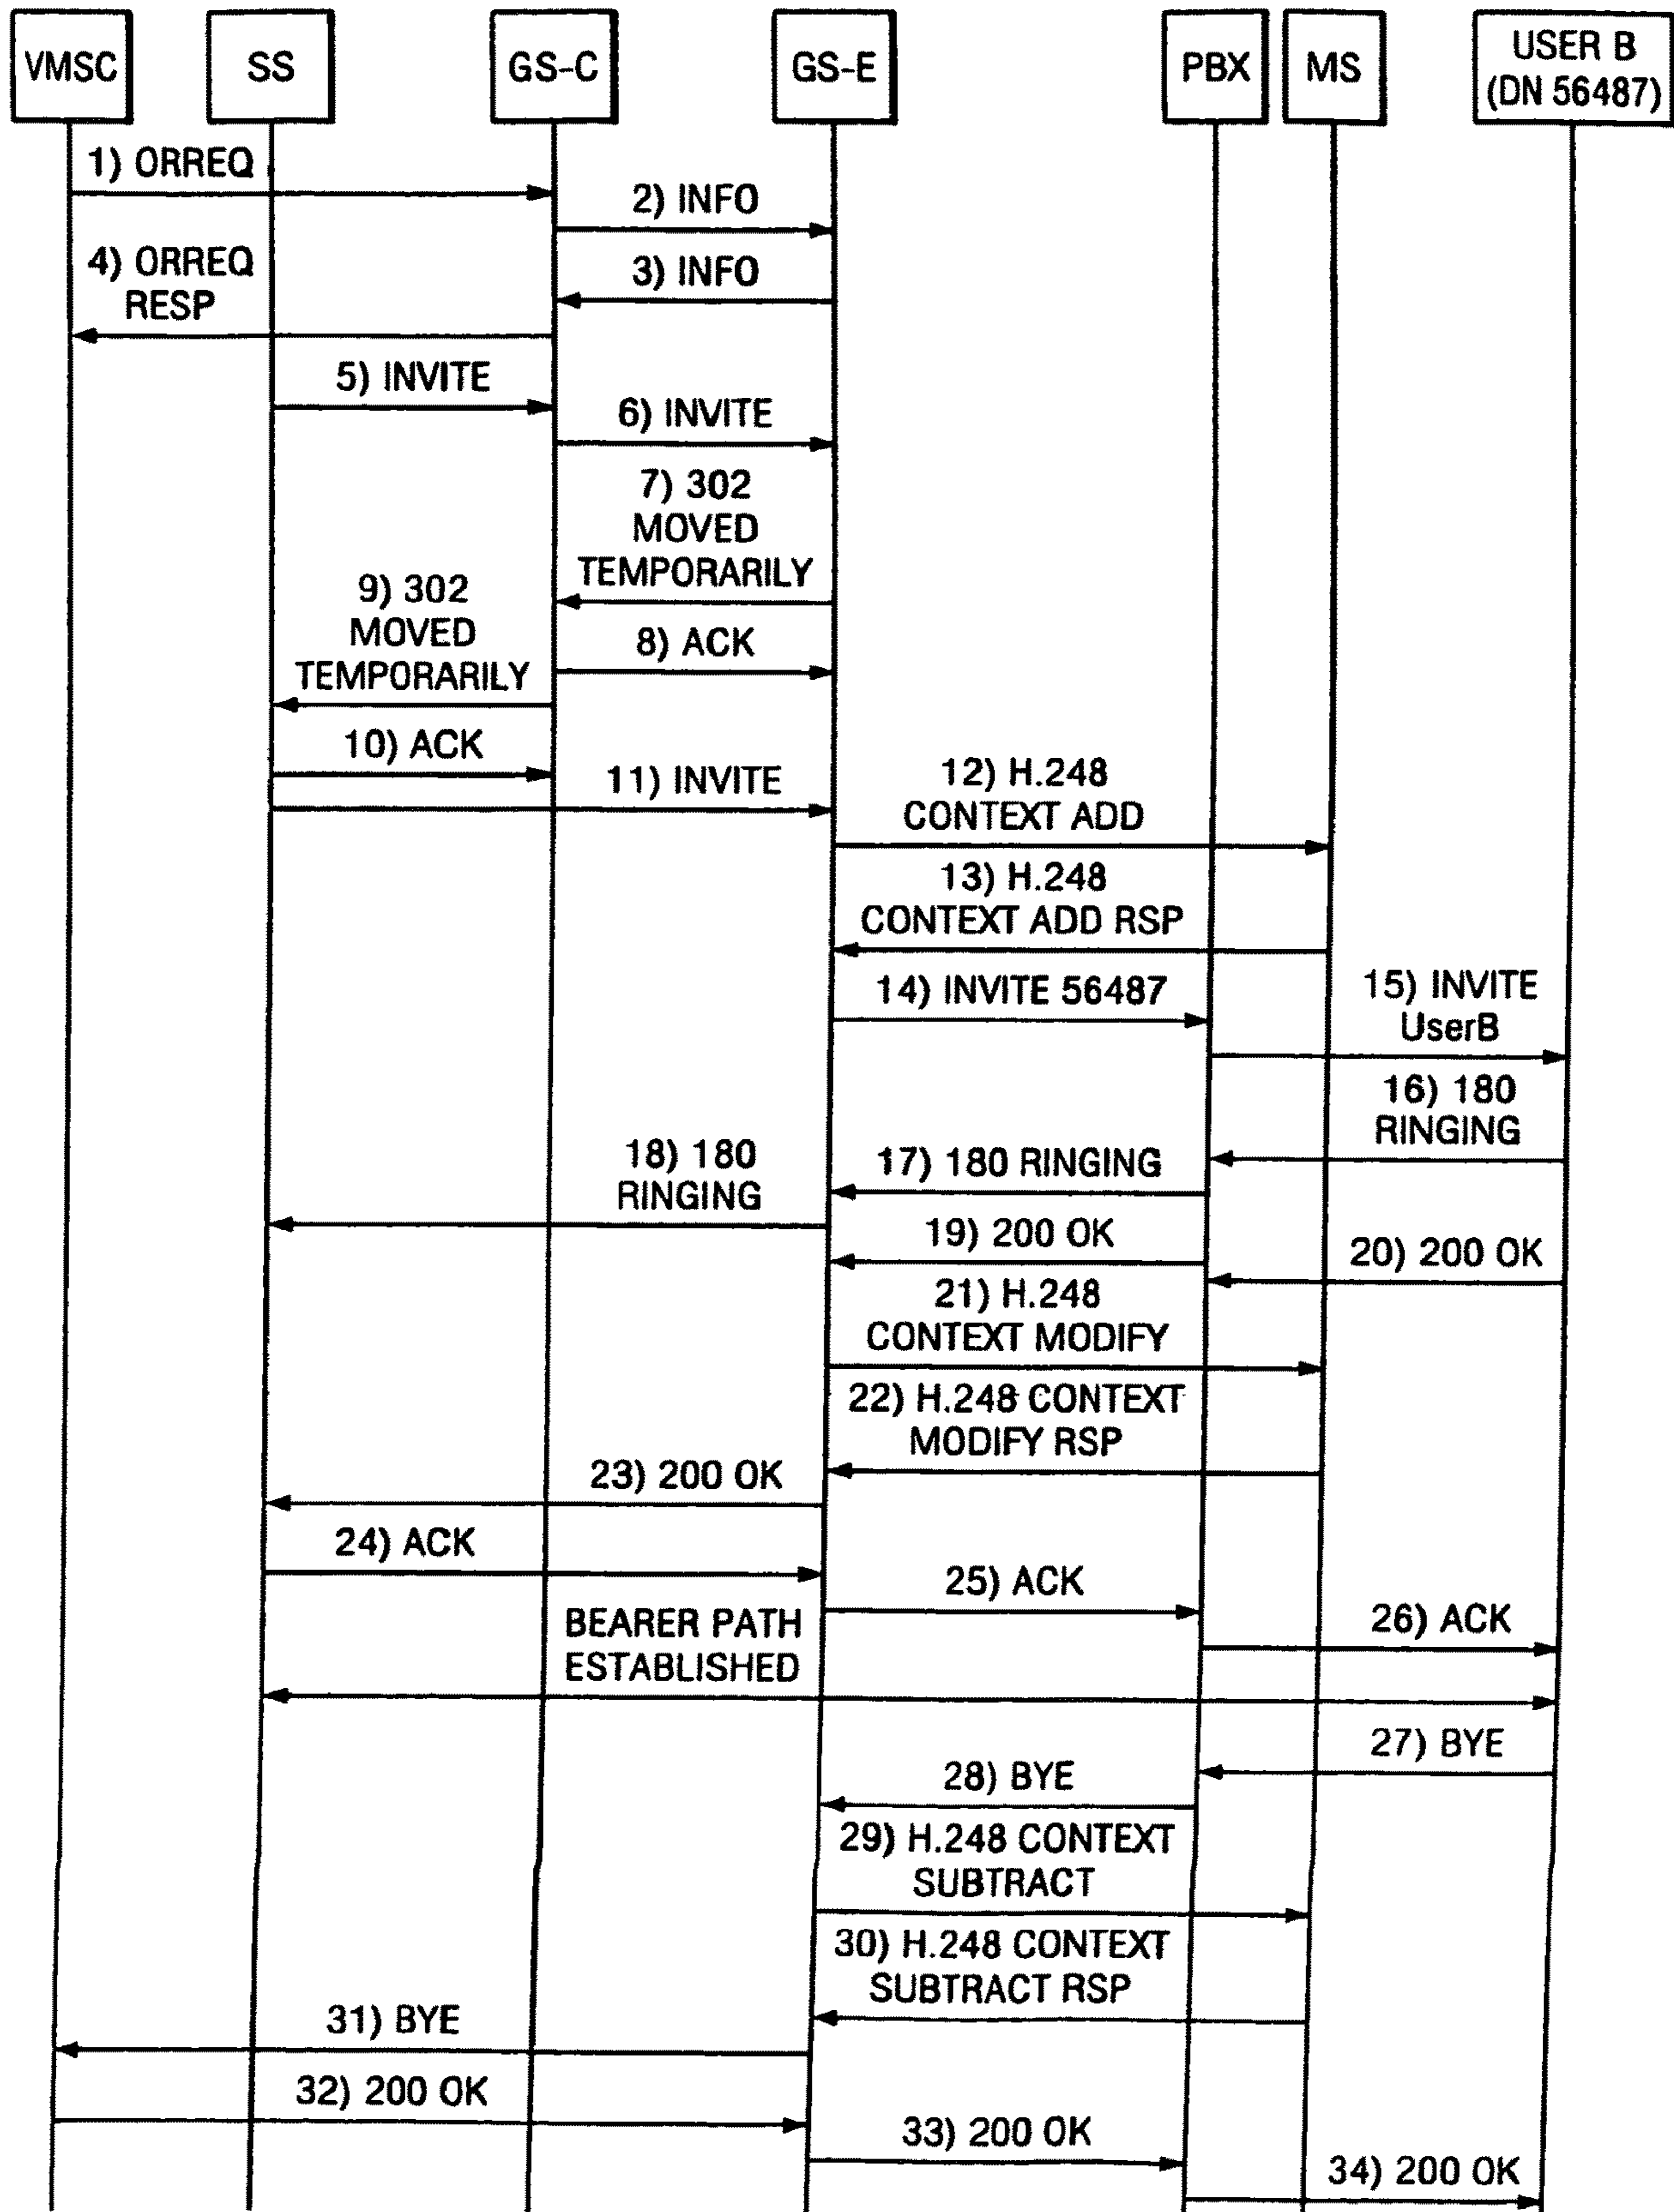 VMSC
SS
GS-C
GS-E
PBX
MS
USER B
(DN 56487)
1) ORREQ
2) INFO
3) INFO
4) ORREQ
RESP
5) INVITE
6) INVITE
7) 302
MOVED
TEMPORARILY
8) ACK
9) 302
MOVED
TEMPORARILY
10) ACK
11) INVITE
12) H.248
CONTEXT ADD
13) H.248
CONTEXT ADD RSP
14) INVITE 56487
15) INVITE
UserB
16) 180
RINGING
17) 180 RINGING
18) 180
RINGING
19) 200 OK
20) 200 OK
21) H.248
CONTEXT MODIFY
22) H.248 CONTEXT
MODIFY RSP
23) 200 OK
24) ACK
25) ACK
26) ACK
BEARER PATH
ESTABLISHED
27) BYE
28) BYE
29) H.248 CONTEXT
SUBTRACT
30) H.248 CONTEXT
SUBTRACT RSP
31) BYE
32) 200 OK
33) 200 OK
34) 200 OK